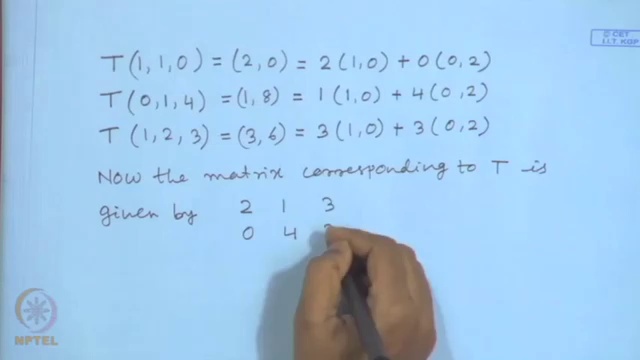 © CET
I.I.T. KGP
T(1,1,0) = (2,0) = 2(1,0) + 0(0,2)
T(0,1,4) = (1,8) = 1(1,0) + 4(0,2)
T(1,2,3) = (3,6) = 3(1,0) + 3(0,2)
Now the matrix corresponding to T is
given by 2 1 3
0 4
NPTEL